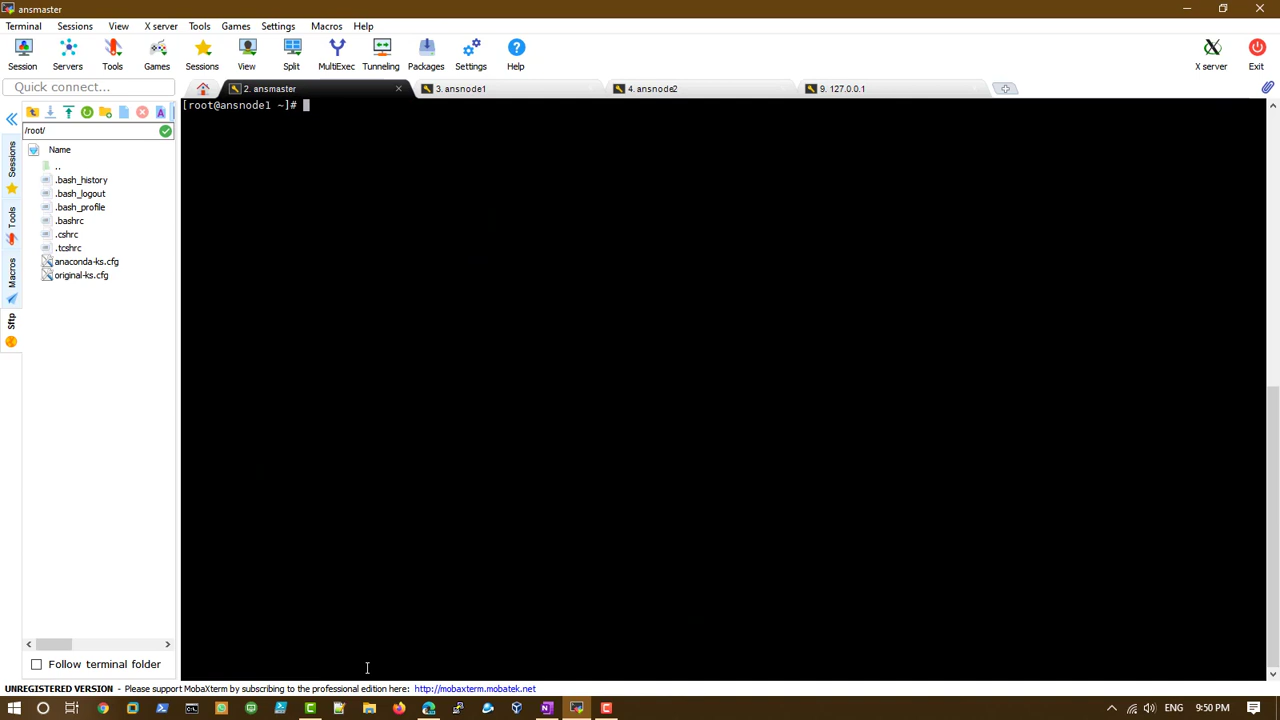 ansmaster
Terminal Sessions View X server Tools Games Settings Macros Help
Session Servers Tools Games Sessions View Split MultiExec Tunneling Packages Settings Help X server Exit
Quick connect...
2. ansmaster
3. ansnode1
4. ansnode2
9. 127.0.0.1
/root/
Name
..
.bash_history
.bash_logout
.bash_profile
.bashrc
.cshrc
.tcshrc
anaconda-ks.cfg
original-ks.cfg
Sessions
Tools
Macros
Sftp
[root@ansnode1 ~]#
Follow terminal folder
UNREGISTERED VERSION - Please support MobaXterm by subscribing to the professional edition here: http://mobaxterm.mobatek.net
ENG 9:50 PM